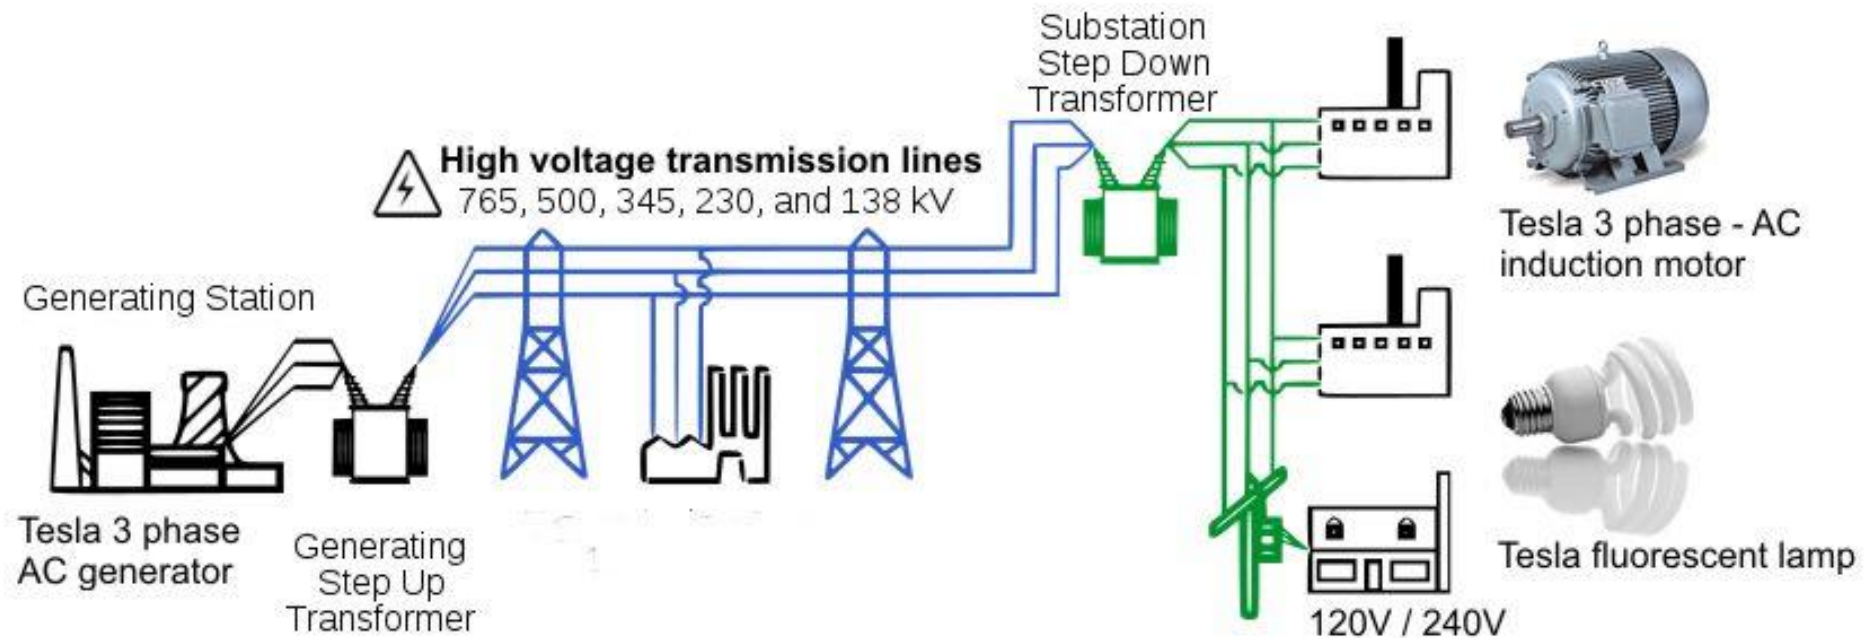 Substation
Step Down
Transformer
High voltage transmission lines
765, 500, 345, 230, and 138 kV
Tesla 3 phase - AC
induction motor
Generating Station
Tesla 3 phase
AC generator
Generating
Step Up
Transformer
Tesla fluorescent lamp
120V / 240V